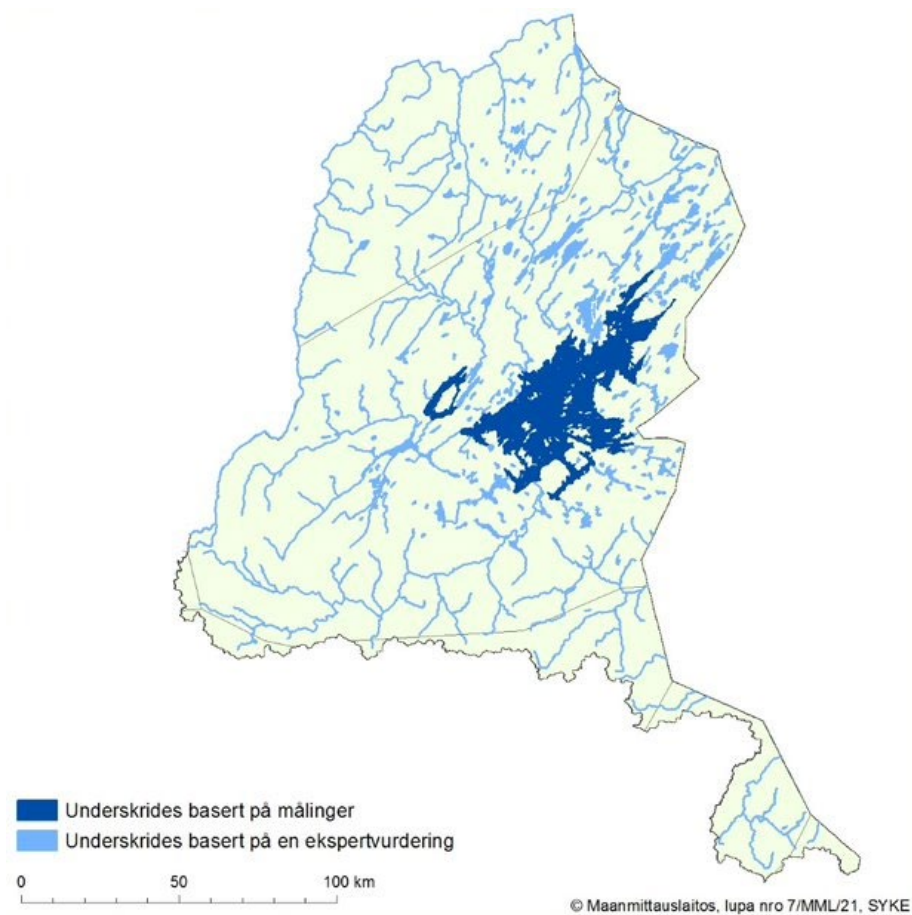 Underskrides basert på målinger
Underskrides basert på en ekspertvurdering
0 50 100 km
© Maanmittauslaitos, lupa nro 7/MML/21, SYKE